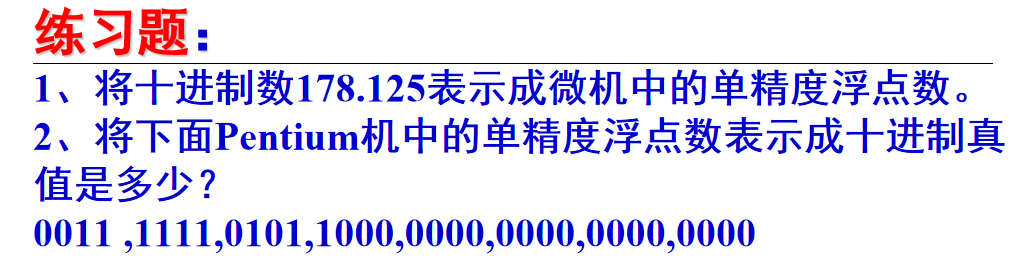 练习题：
1、将十进制数178.125表示成微机中的单精度浮点数。
2、将下面Pentium机中的单精度浮点数表示成十进制真
值是多少？
0011 ,1111,0101,1000,0000,0000,0000,0000